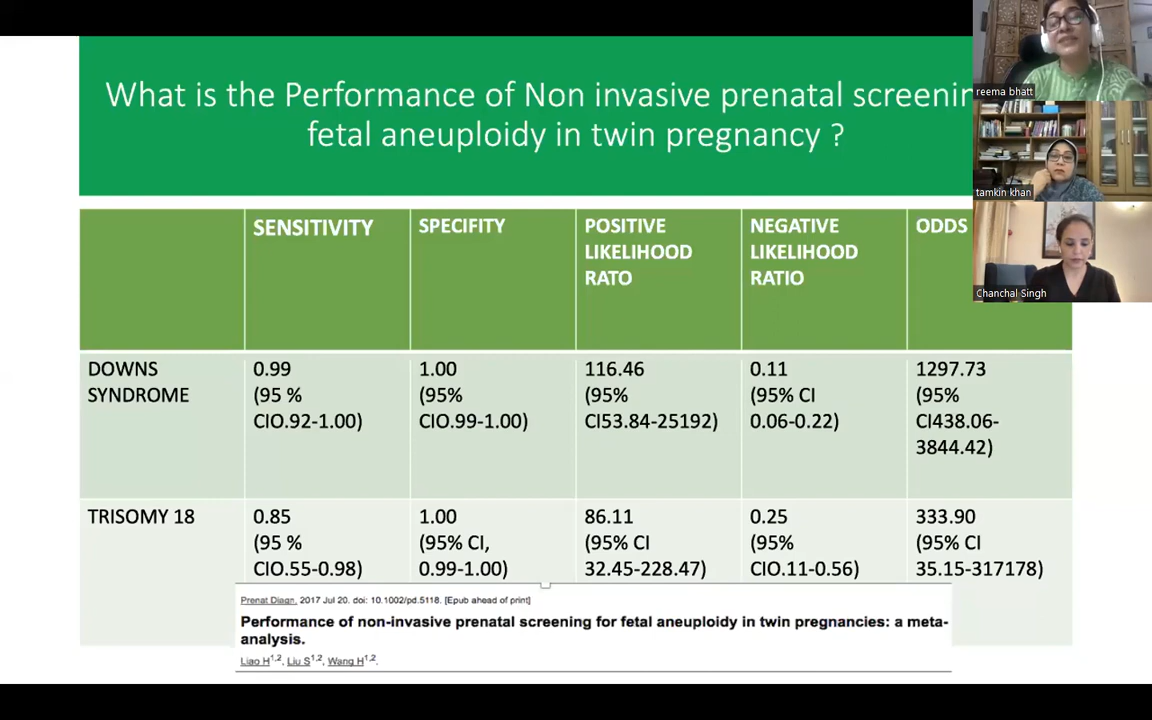 What is the Performance of Non invasive prenatal screenin
fetal aneuploidy in twin pregnancy ?
reema bhatt
tamkin khan
Chanchal Singh
SENSITIVITY
SPECIFITY
POSITIVE
LIKELIHOOD
RATO
NEGATIVE
LIKELIHOOD
RATIO
ODDS
DOWNS
SYNDROME
0.99
(95 %
CIO.92-1.00)
1.00
(95%
CIO.99-1.00)
116.46
(95%
CI53.84-25192)
0.11
(95% CI
0.06-0.22)
1297.73
(95%
CI438.06-
3844.42)
TRISOMY 18
0.85
(95 %
CIO.55-0.98)
1.00
(95% CI,
0.99-1.00)
86.11
(95% CI
32.45-228.47)
0.25
(95%
CIO.11-0.56)
333.90
(95% CI
35.15-317178)
Prenat Diagn. 2017 Jul 20. doi: 10.1002/pd.5118. [Epub ahead of print]
Performance of non-invasive prenatal screening for fetal aneuploidy in twin pregnancies: a meta-
analysis.
Liao H1,2, Liu S1,2, Wang H1,2.